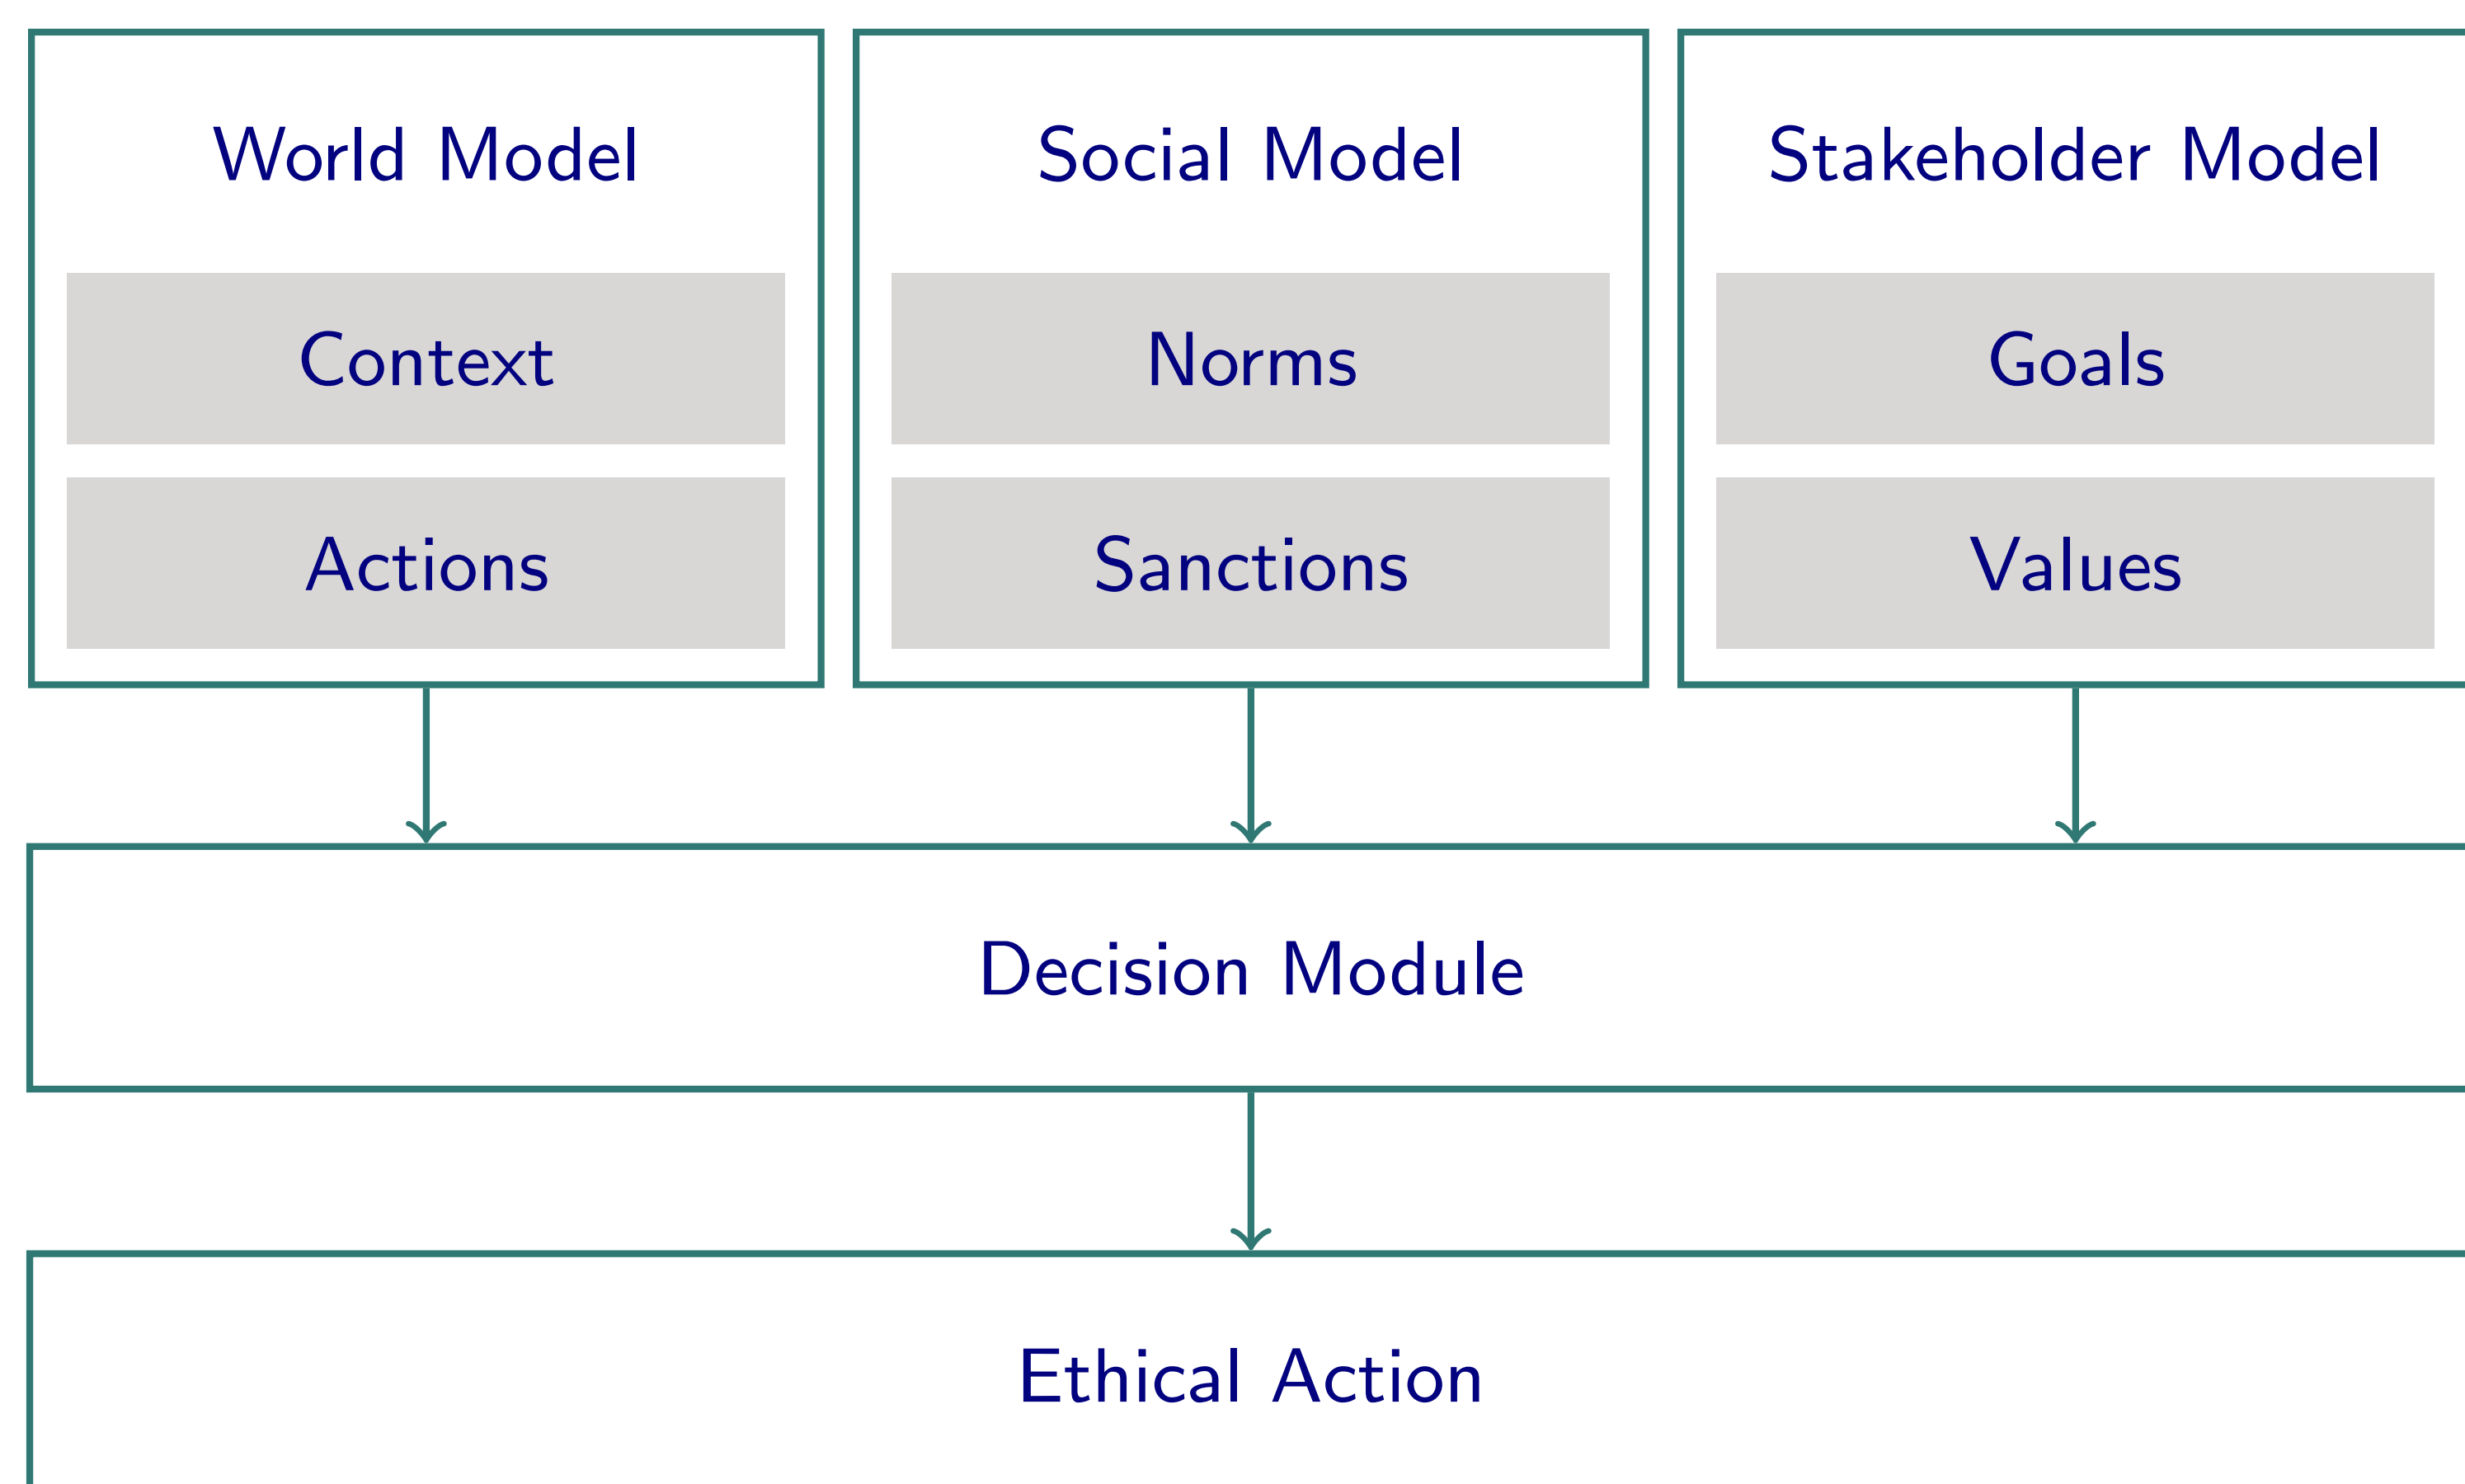 World Model
Social Model
Stakeholder Model
Context
Norms
Goals
Actions
Sanctions
Values
Decision Module
Ethical Action